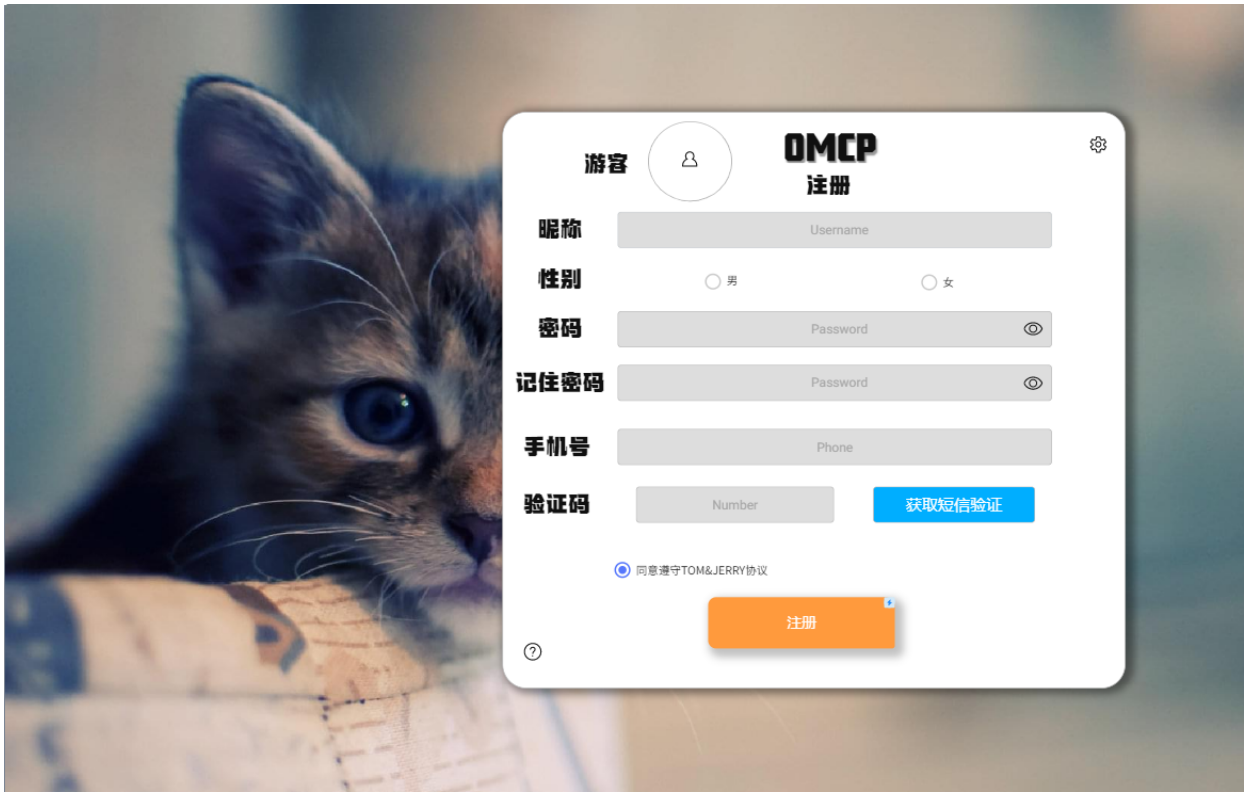 游客
OMCP
注册
昵称 Username
性别 男 女
密码 Password
记住密码 Password
手机号 Phone
验证码 Number 获取短信验证
同意遵守TOM&JERRY协议
注册
?